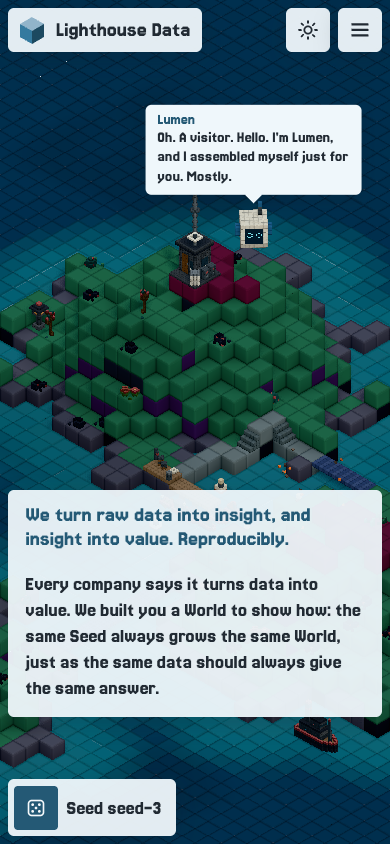 Lighthouse Data
Lumen
Oh. A visitor. Hello. I'm Lumen,
and I assembled myself just for
you. Mostly.
We turn raw data into insight, and
insight into value. Reproducibly.
Every company says it turns data into
value. We built you a World to show how: the
same Seed always grows the same World,
just as the same data should always give
the same answer.
Seed seed-3